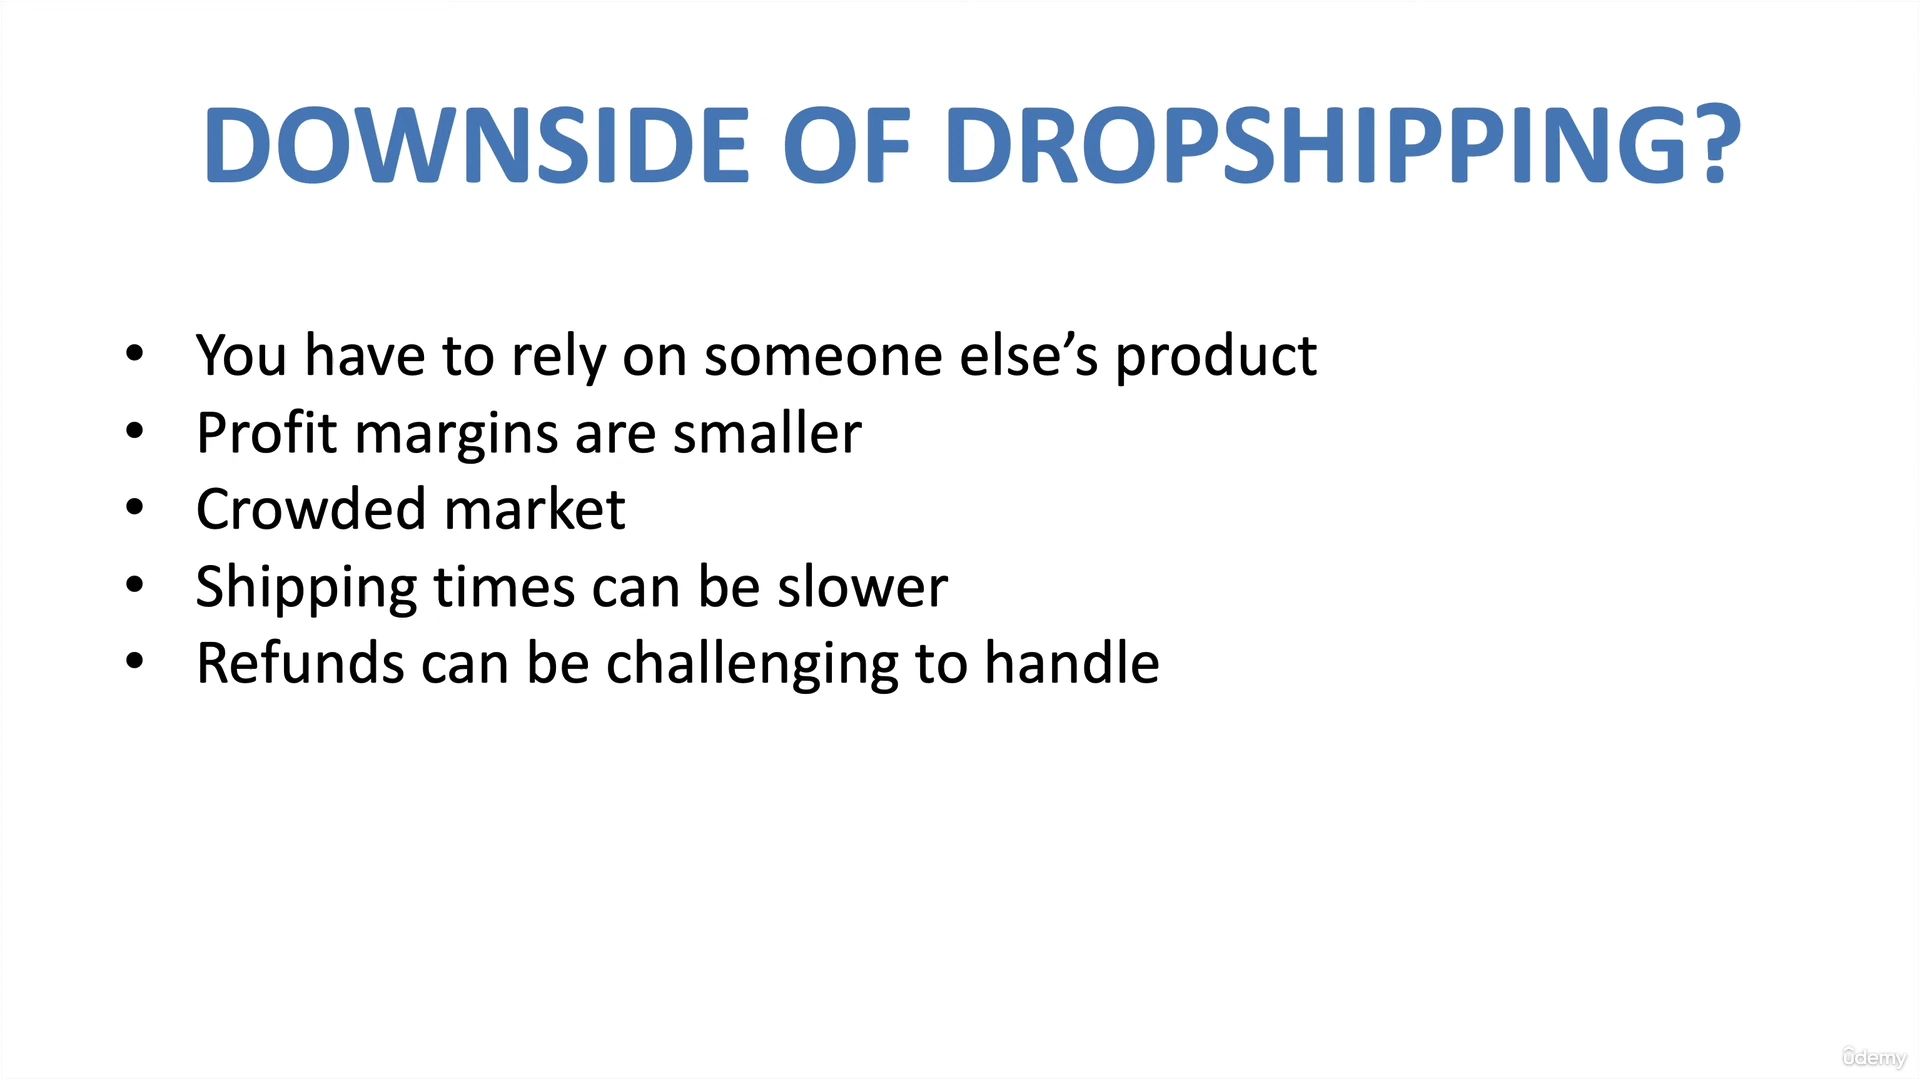 DOWNSIDE OF DROPSHIPPING?
• You have to rely on someone else’s product
• Profit margins are smaller
• Crowded market
• Shipping times can be slower
• Refunds can be challenging to handle
ûdemy